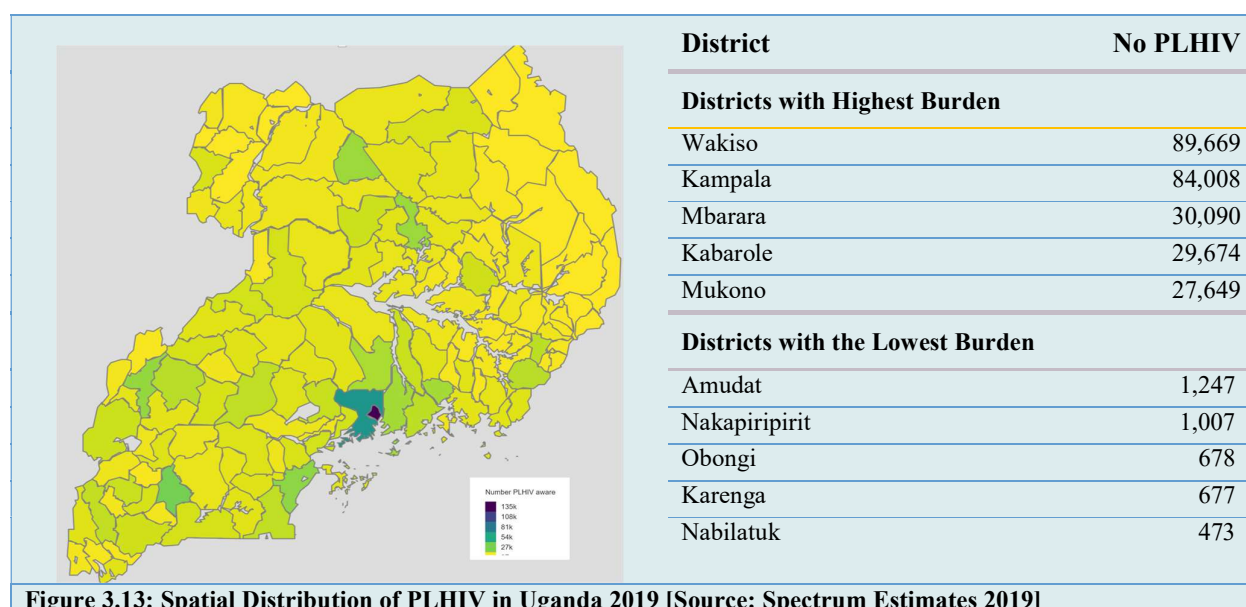 District No PLHIV
Districts with Highest Burden
Wakiso 89,669
Kampala 84,008
Mbarara 30,090
Kabarole 29,674
Mukono 27,649
Districts with the Lowest Burden
Amudat 1,247
Nakapiripirit 1,007
Obongi 678
Karenga 677
Nabilatuk 473
Number PLHIV aware
135k
108k
81k
54k
27k
Figure 3.13: Spatial Distribution of PLHIV in Uganda 2019 [Source: Spectrum Estimates 2019]